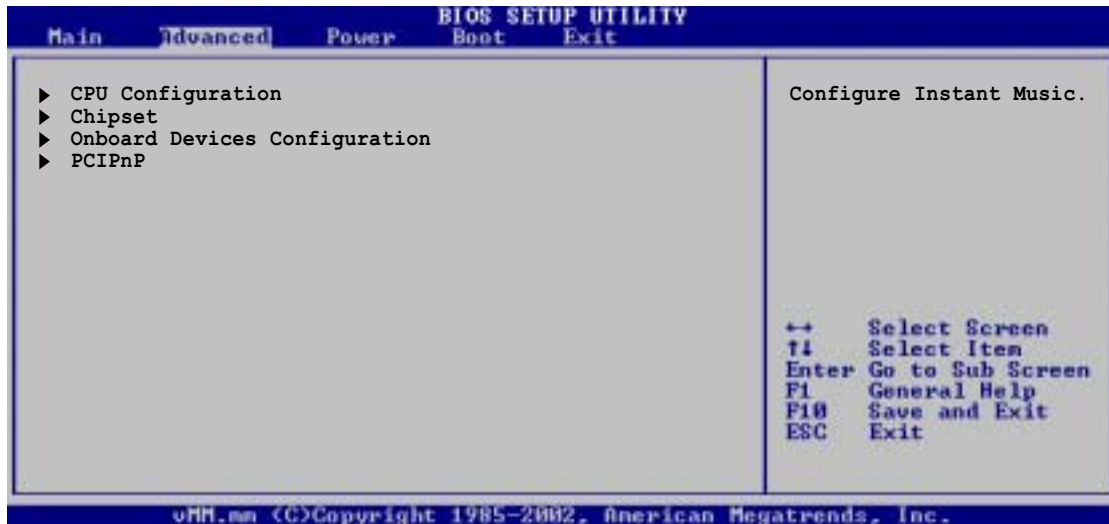 BIOS SETUP UTILITY
Main Advanced Power Boot Exit
▶ CPU Configuration
▶ Chipset
▶ Onboard Devices Configuration
▶ PCIPnP
Configure Instant Music.
←→ Select Screen
↑↓ Select Item
Enter Go to Sub Screen
F1 General Help
F10 Save and Exit
ESC Exit
vMM.mm (C)Copyright 1985-2002, American Megatrends, Inc.